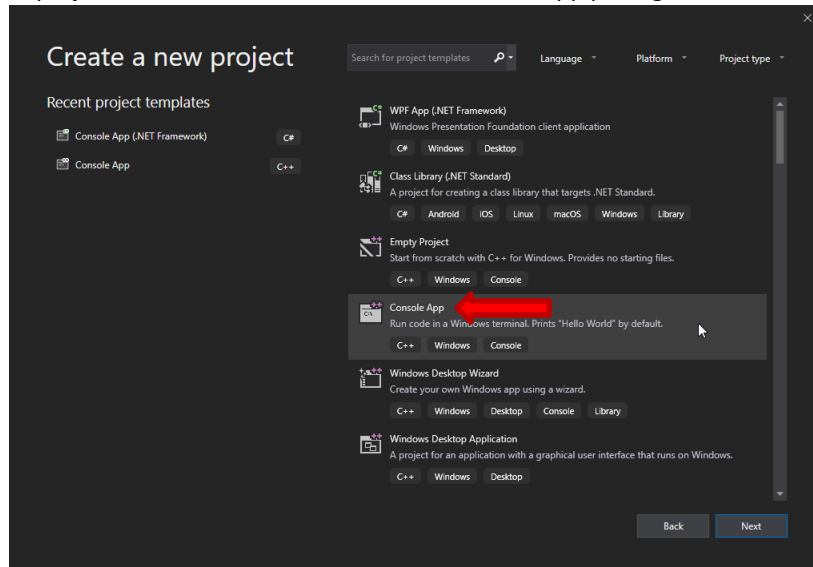 Create a new project
Search for project templates
Language
Platform
Project type
Recent project templates
Console App (.NET Framework)
C#
Console App
C++
WPF App (.NET Framework)
Windows Presentation Foundation client application
C# Windows Desktop
Class Library (.NET Standard)
A project for creating a class library that targets .NET Standard.
C# Android iOS Linux macOS Windows Library
Empty Project
Start from scratch with C++ for Windows. Provides no starting files.
C++ Windows Console
Console App
Run code in a Windows terminal. Prints "Hello World" by default.
C++ Windows Console
Windows Desktop Wizard
Create your own Windows app using a wizard.
C++ Windows Desktop Console Library
Windows Desktop Application
A project for an application with a graphical user interface that runs on Windows.
C++ Windows Desktop
Back
Next